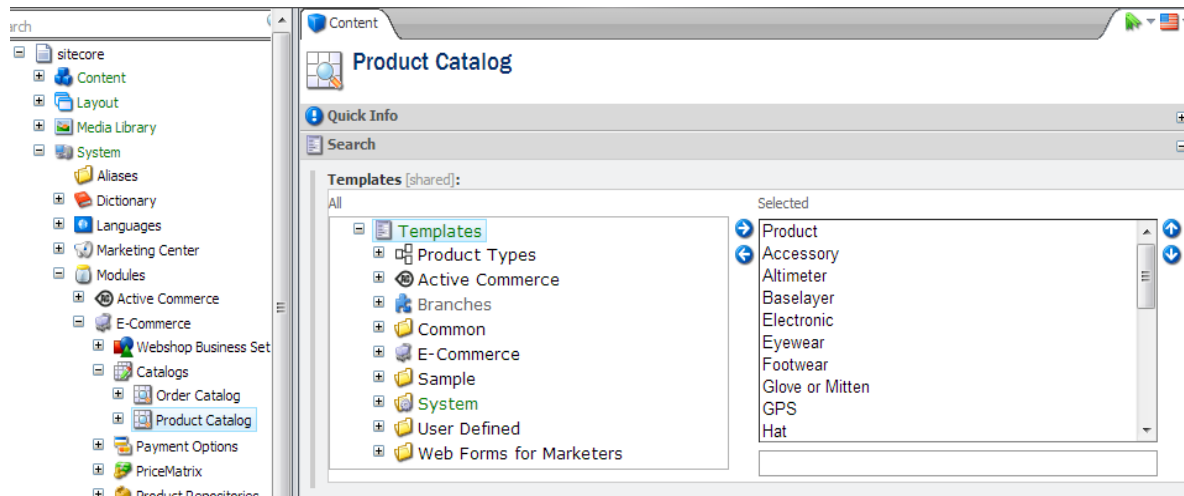 arch
sitecore
Content
Layout
Media Library
System
Aliases
Dictionary
Languages
Marketing Center
Modules
Active Commerce
E-Commerce
Webshop Business Set
Catalogs
Order Catalog
Product Catalog
Payment Options
PriceMatrix
Product Repositories
Content
Product Catalog
Quick Info
Search
Templates [shared]:
All
Templates
Product Types
Active Commerce
Branches
Common
E-Commerce
Sample
System
User Defined
Web Forms for Marketers
Selected
Product
Accessory
Altimeter
Baselayer
Electronic
Eyewear
Footwear
Glove or Mitten
GPS
Hat